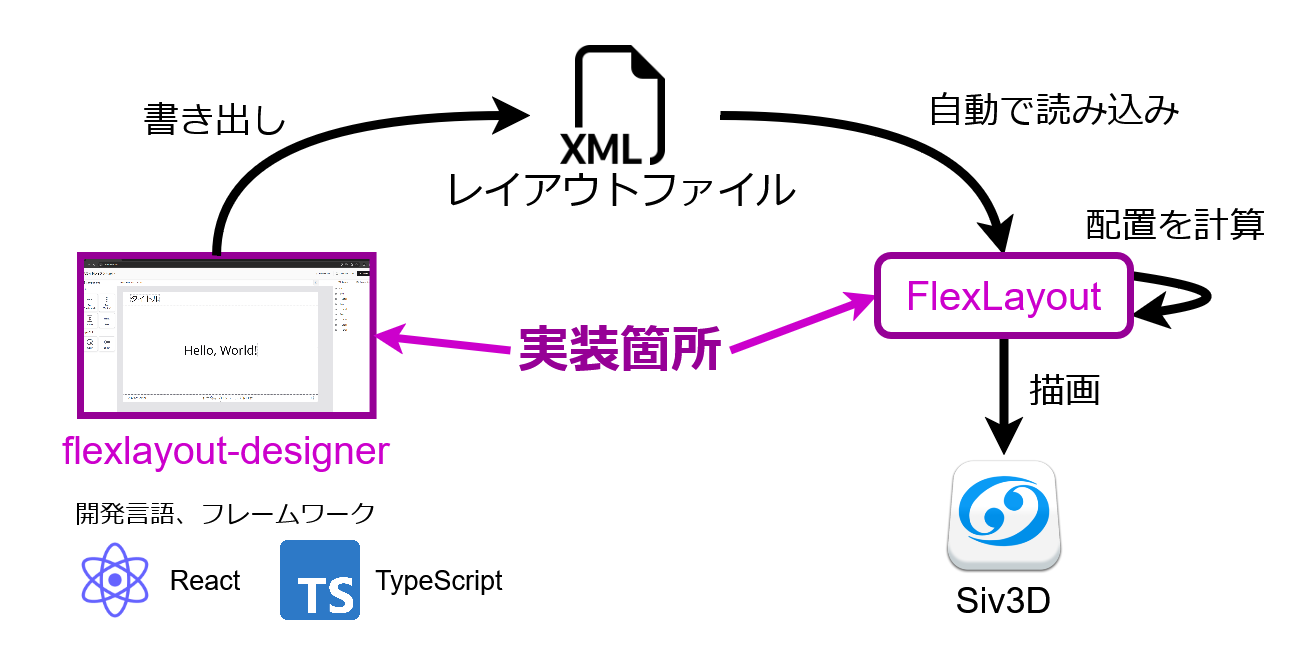 書き出し
XML
レイアウトファイル
自動で読み込み
配置を計算
FlexLayout
タイトル
Hello, World!
実装箇所
描画
flexlayout-designer
開発言語、フレームワーク
React
TS
TypeScript
Siv3D